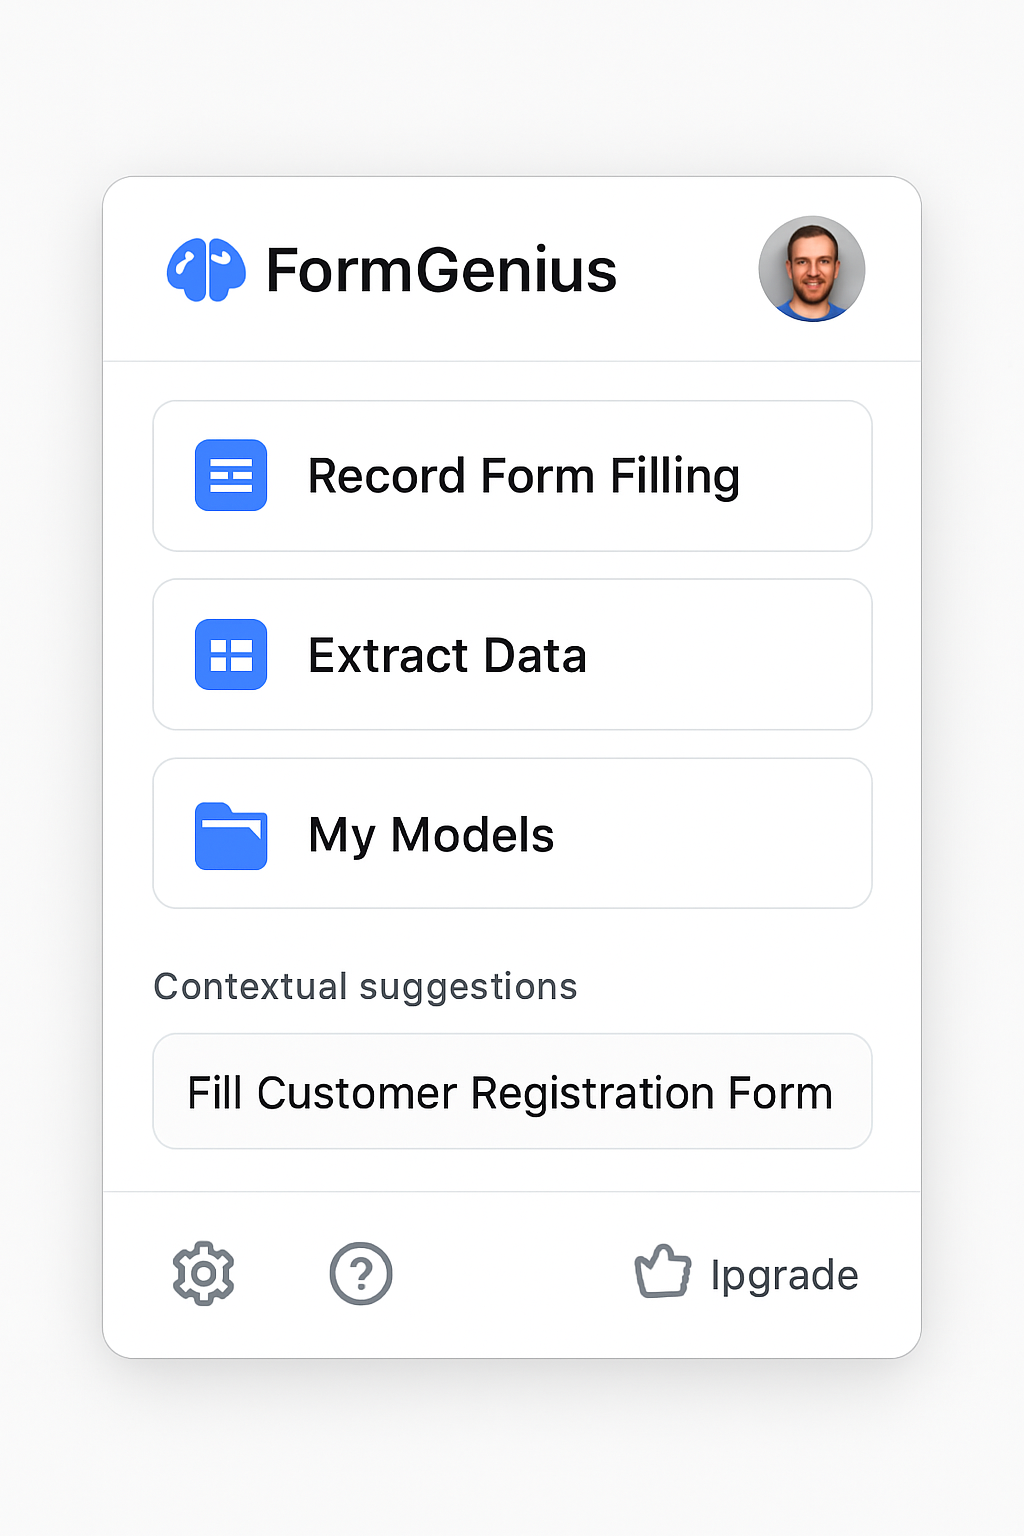 FormGenius
Record Form Filling
Extract Data
My Models
Contextual suggestions
Fill Customer Registration Form
Ipgrade